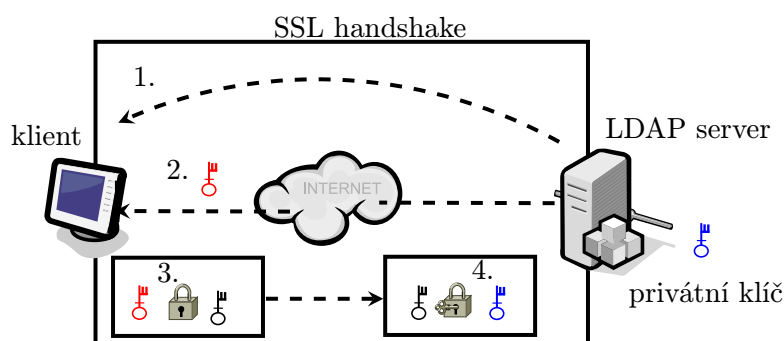 SSL handshake
1.
klient
LDAP server
2.
INTERNET
3.
4.
privátní klíč